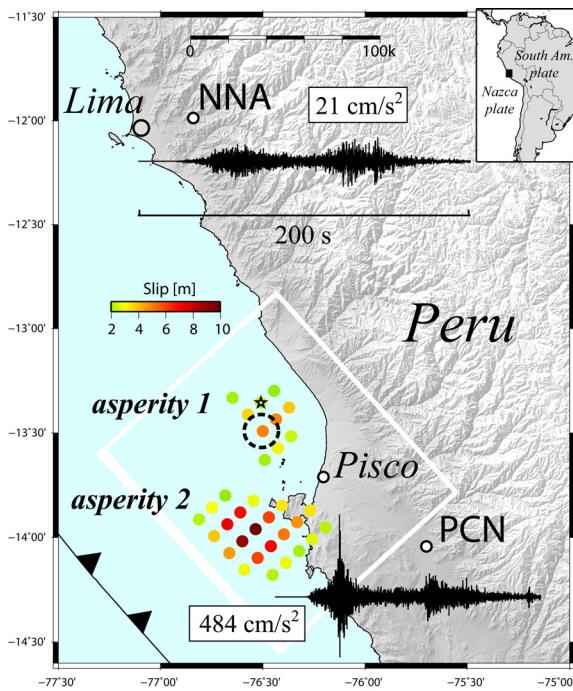 −11˚30'
−12˚00'
−12˚30'
−13˚00'
−13˚30'
−14˚00'
−14˚30'
0
100k
South Am.
plate
Nazca
plate
Lima
NNA
21 cm/s²
200 s
Slip [m]
2
4
6
8
10
Peru
asperity 1
Pisco
asperity 2
PCN
484 cm/s²
−77˚30'
−77˚00'
−76˚30'
−76˚00'
−75˚30'
−75˚00'